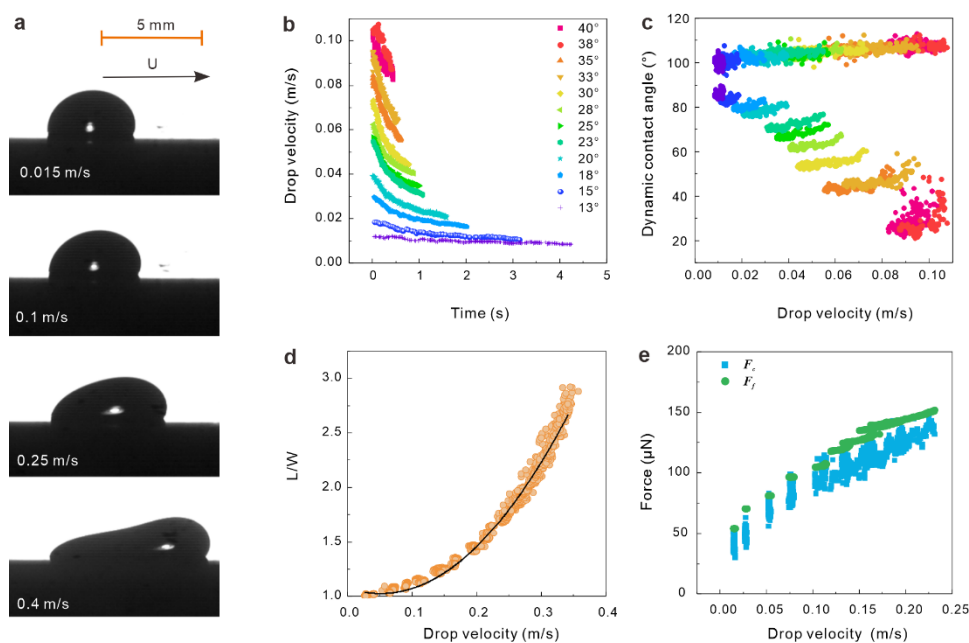 a
5 mm
U
0.015 m/s
0.1 m/s
0.25 m/s
0.4 m/s
b
Drop velocity (m/s)
0.10
0.08
0.06
0.04
0.02
0.00
0 1 2 3 4 5
Time (s)
40°
38°
35°
33°
30°
28°
25°
23°
20°
18°
15°
13°
c
Dynamic contact angle (°)
120
100
80
60
40
20
0.00 0.02 0.04 0.06 0.08 0.10
Drop velocity (m/s)
d
L/W
3.0
2.5
2.0
1.5
1.0
0.0 0.1 0.2 0.3 0.4
Drop velocity (m/s)
e
Force (μN)
200
150
100
50
0
0.00 0.05 0.10 0.15 0.20 0.25
Drop velocity (m/s)
F_c
F_f